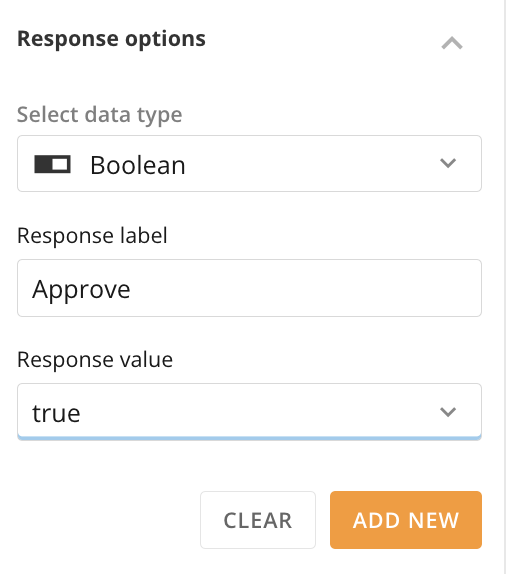 Response options
Select data type
Boolean
Response label
Approve
Response value
true
CLEAR ADD NEW